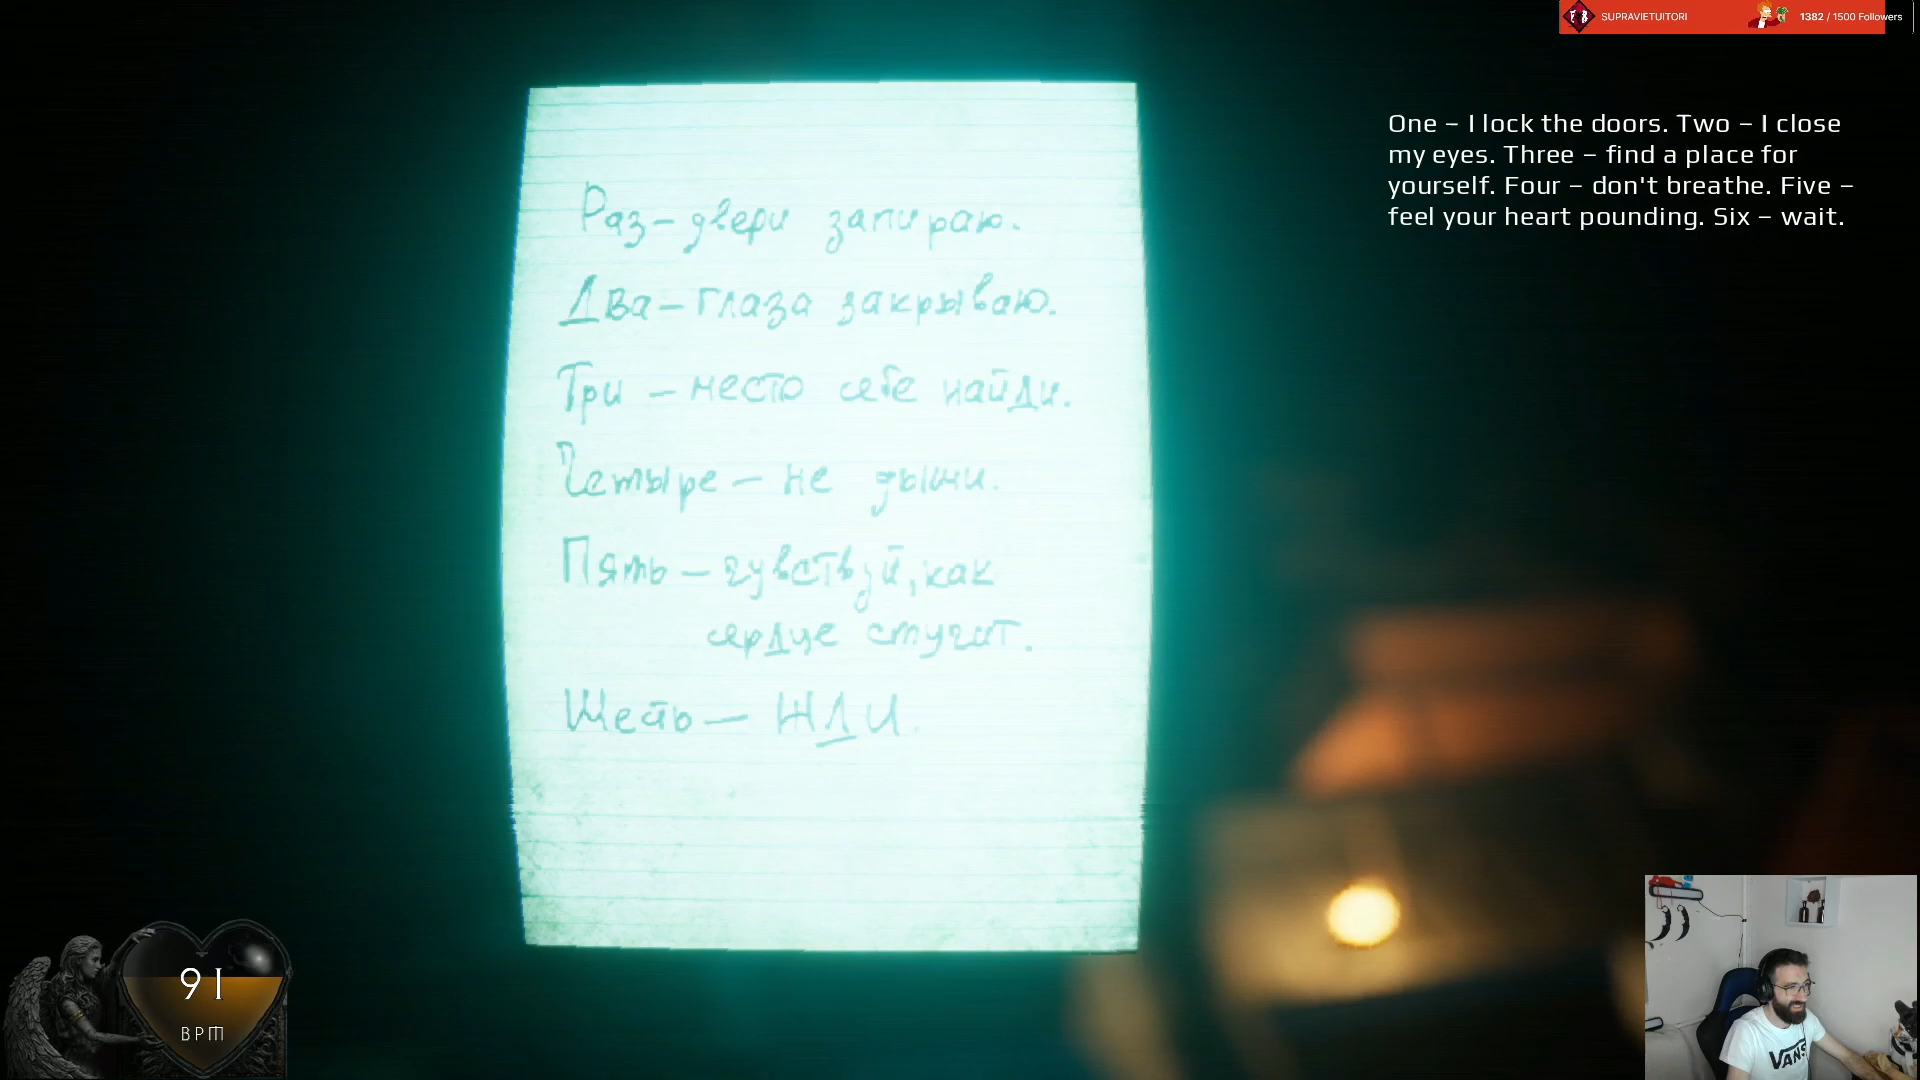 SUPRAVIETUITORI
1382 / 1500 Followers
One – I lock the doors. Two – I close
my eyes. Three – find a place for
yourself. Four – don't breathe. Five –
feel your heart pounding. Six – wait.
Раз – двери запираю.
Два – глаза закрываю.
Три – место себе найди.
Четыре – не дыши.
Пять – чувствуй, как
сердце стучит.
Шесть – ЖДИ.
91
BPM
VANS